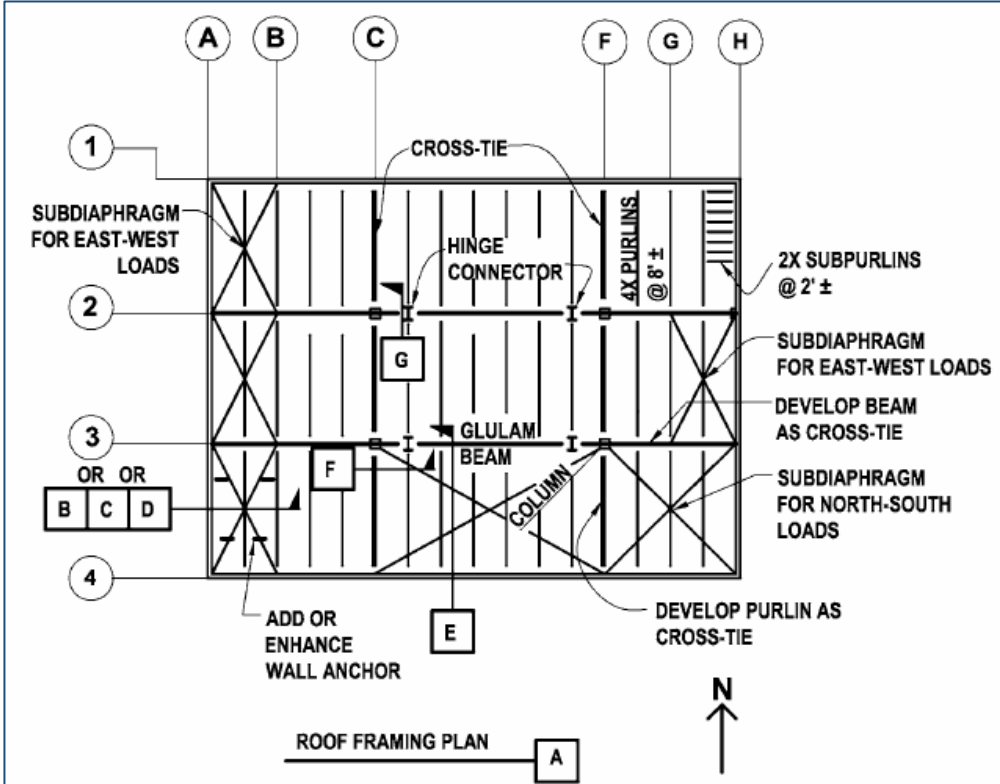 A
B
C
F
G
H
1
CROSS-TIE
SUBDIAPHRAGM
FOR EAST-WEST
LOADS
HINGE
CONNECTOR
4X PURLINS
@ 8' ±
2X SUBPURLINS
@ 2' ±
2
G
SUBDIAPHRAGM
FOR EAST-WEST LOADS
DEVELOP BEAM
AS CROSS-TIE
3
GLULAM
BEAM
F
OR OR
B C D
COLUMN
SUBDIAPHRAGM
FOR NORTH-SOUTH
LOADS
4
ADD OR
ENHANCE
WALL ANCHOR
E
DEVELOP PURLIN AS
CROSS-TIE
N
ROOF FRAMING PLAN
A